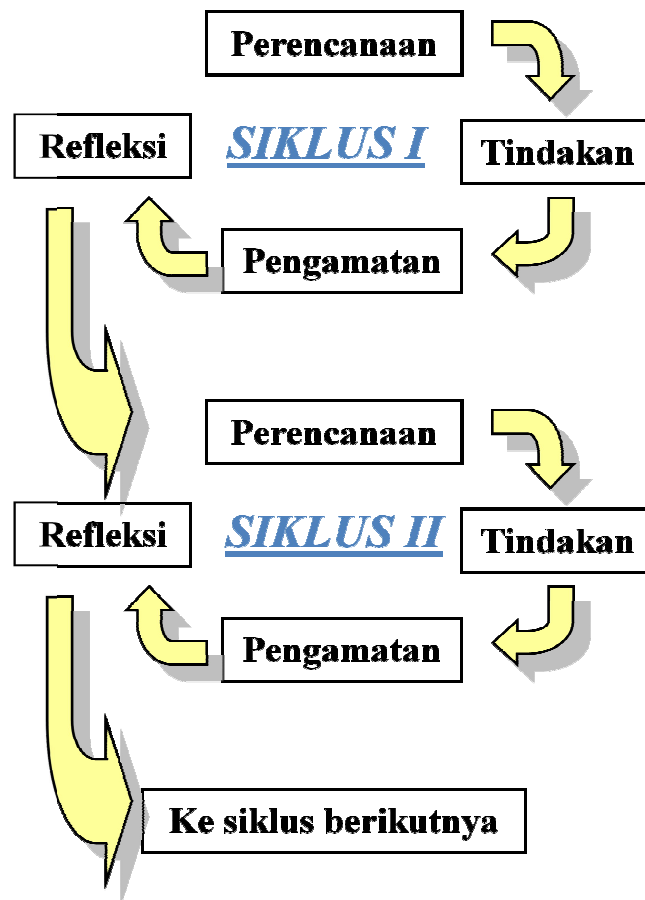 Perencanaan
Refleksi
SIKLUS I
Tindakan
Pengamatan
Perencanaan
Refleksi
SIKLUS II
Tindakan
Pengamatan
Ke siklus berikutnya